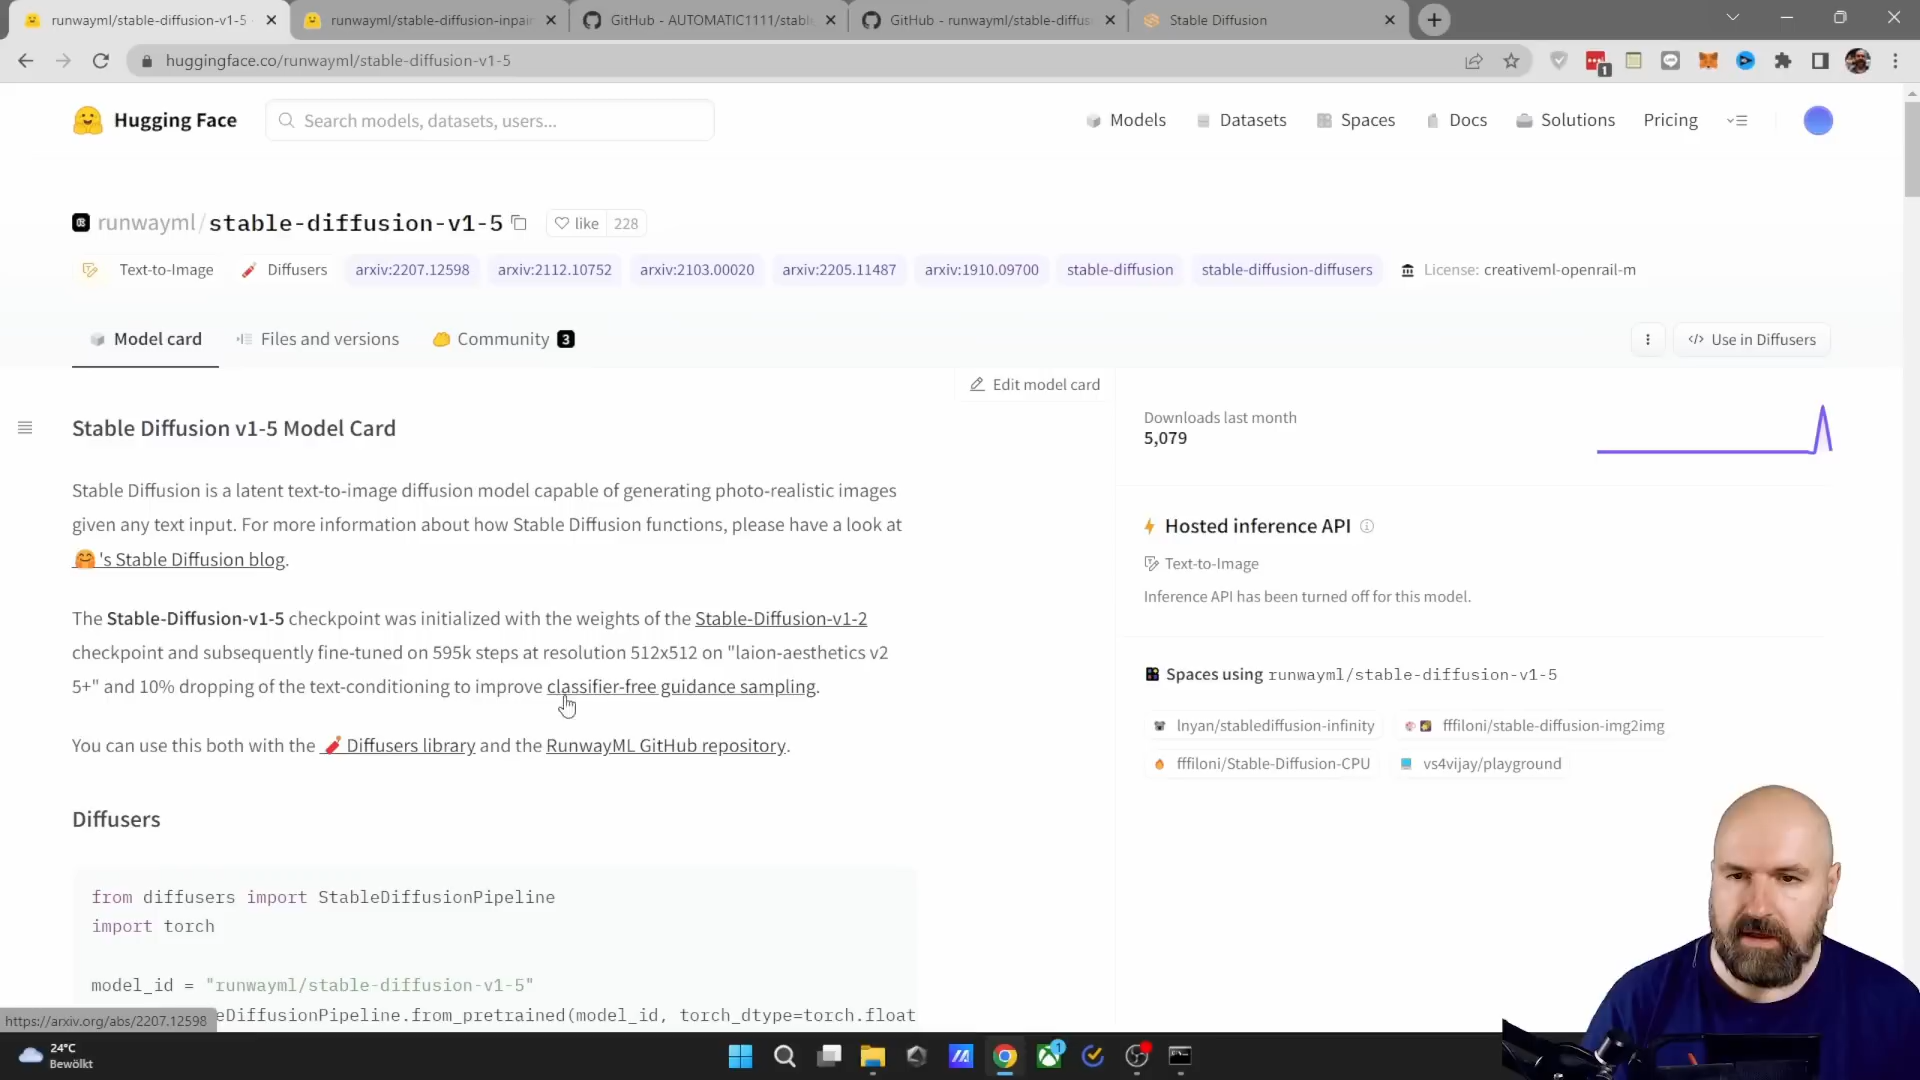 runwayml/stable-diffusion-v1-5
runwayml/stable-diffusion-inpain
GitHub - AUTOMATIC1111/stable
GitHub - runwayml/stable-diffus
Stable Diffusion
huggingface.co/runwayml/stable-diffusion-v1-5
1
Hugging Face
Search models, datasets, users...
Models
Datasets
Spaces
Docs
Solutions
Pricing
runwayml/stable-diffusion-v1-5
like 228
Text-to-Image
Diffusers
arxiv:2207.12598
arxiv:2112.10752
arxiv:2103.00020
arxiv:2205.11487
arxiv:1910.09700
stable-diffusion
stable-diffusion-diffusers
License: creativeml-openrail-m
Model card
Files and versions
Community 3
</> Use in Diffusers
Edit model card
Stable Diffusion v1-5 Model Card
Stable Diffusion is a latent text-to-image diffusion model capable of generating photo-realistic images
given any text input. For more information about how Stable Diffusion functions, please have a look at
🤗's Stable Diffusion blog.
The Stable-Diffusion-v1-5 checkpoint was initialized with the weights of the Stable-Diffusion-v1-2
checkpoint and subsequently fine-tuned on 595k steps at resolution 512x512 on "laion-aesthetics v2
5+" and 10% dropping of the text-conditioning to improve classifier-free guidance sampling.
You can use this both with the 🧨Diffusers library and the RunwayML GitHub repository.
Diffusers
from diffusers import StableDiffusionPipeline
import torch
model_id = "runwayml/stable-diffusion-v1-5"
eDiffusionPipeline.from_pretrained(model_id, torch_dtype=torch.float
https://arxiv.org/abs/2207.12598
Downloads last month
5,079
Hosted inference API
Text-to-Image
Inference API has been turned off for this model.
Spaces using runwayml/stable-diffusion-v1-5
lnyan/stablediffusion-infinity
fffiloni/stable-diffusion-img2img
fffiloni/Stable-Diffusion-CPU
vs4vijay/playground
24°C
Bewölkt
1